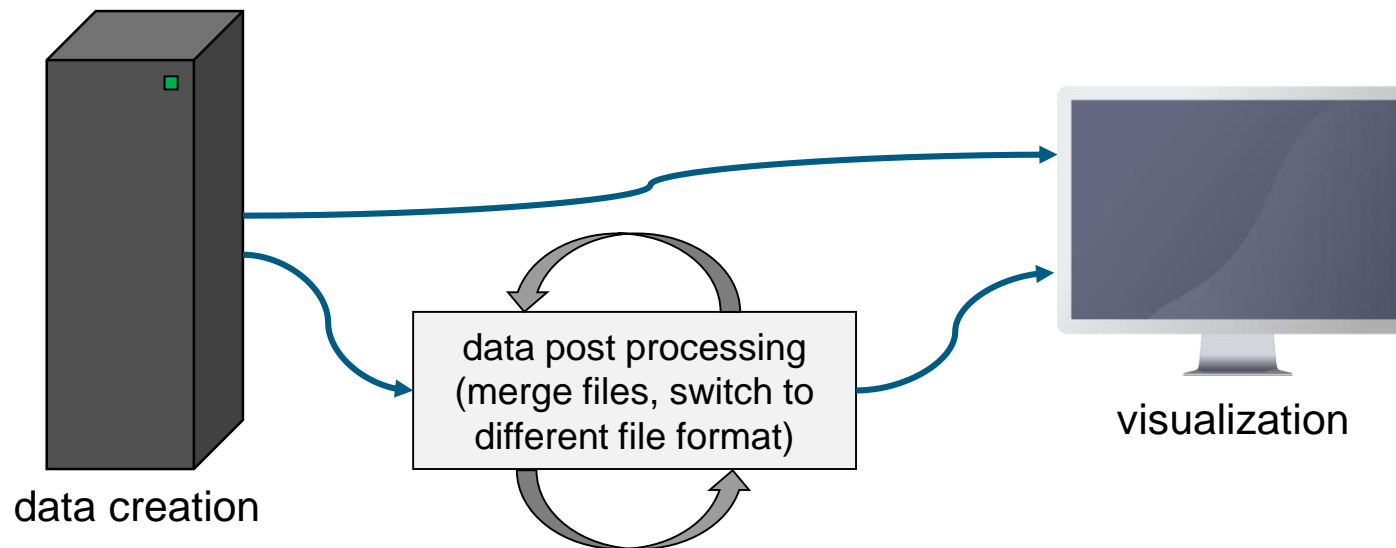 data post processing
(merge files, switch to
different file format)
visualization
data creation